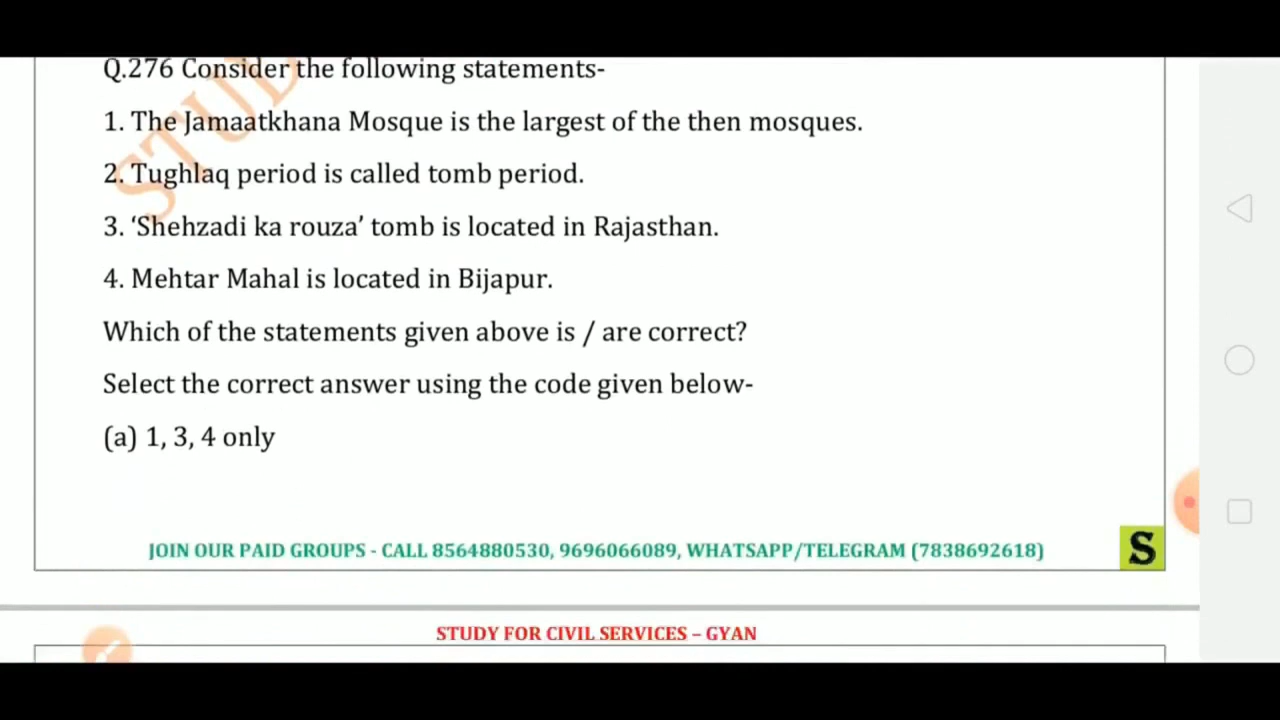 Q.276 Consider the following statements-
1. The Jamaatkhana Mosque is the largest of the then mosques.
2. Tughlaq period is called tomb period.
3. ‘Shehzadi ka rouza’ tomb is located in Rajasthan.
4. Mehtar Mahal is located in Bijapur.
Which of the statements given above is / are correct?
Select the correct answer using the code given below-
(a) 1, 3, 4 only
JOIN OUR PAID GROUPS - CALL 8564880530, 9696066089, WHATSAPP/TELEGRAM (7838692618)
S
STUDY FOR CIVIL SERVICES – GYAN